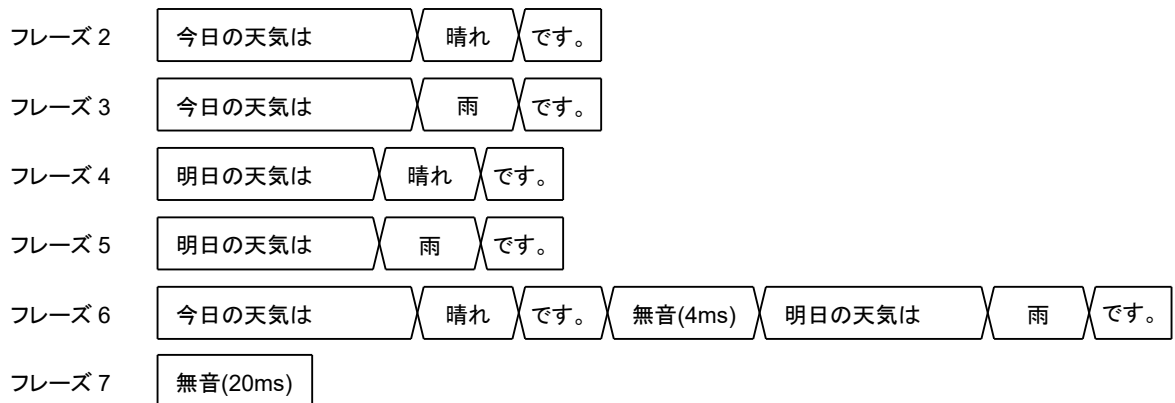 フレーズ 2 今日の天気は 晴れ です。
フレーズ 3 今日の天気は 雨 です。
フレーズ 4 明日の天気は 晴れ です。
フレーズ 5 明日の天気は 雨 です。
フレーズ 6 今日の天気は 晴れ です。 無音(4ms) 明日の天気は 雨 です。
フレーズ 7 無音(20ms)